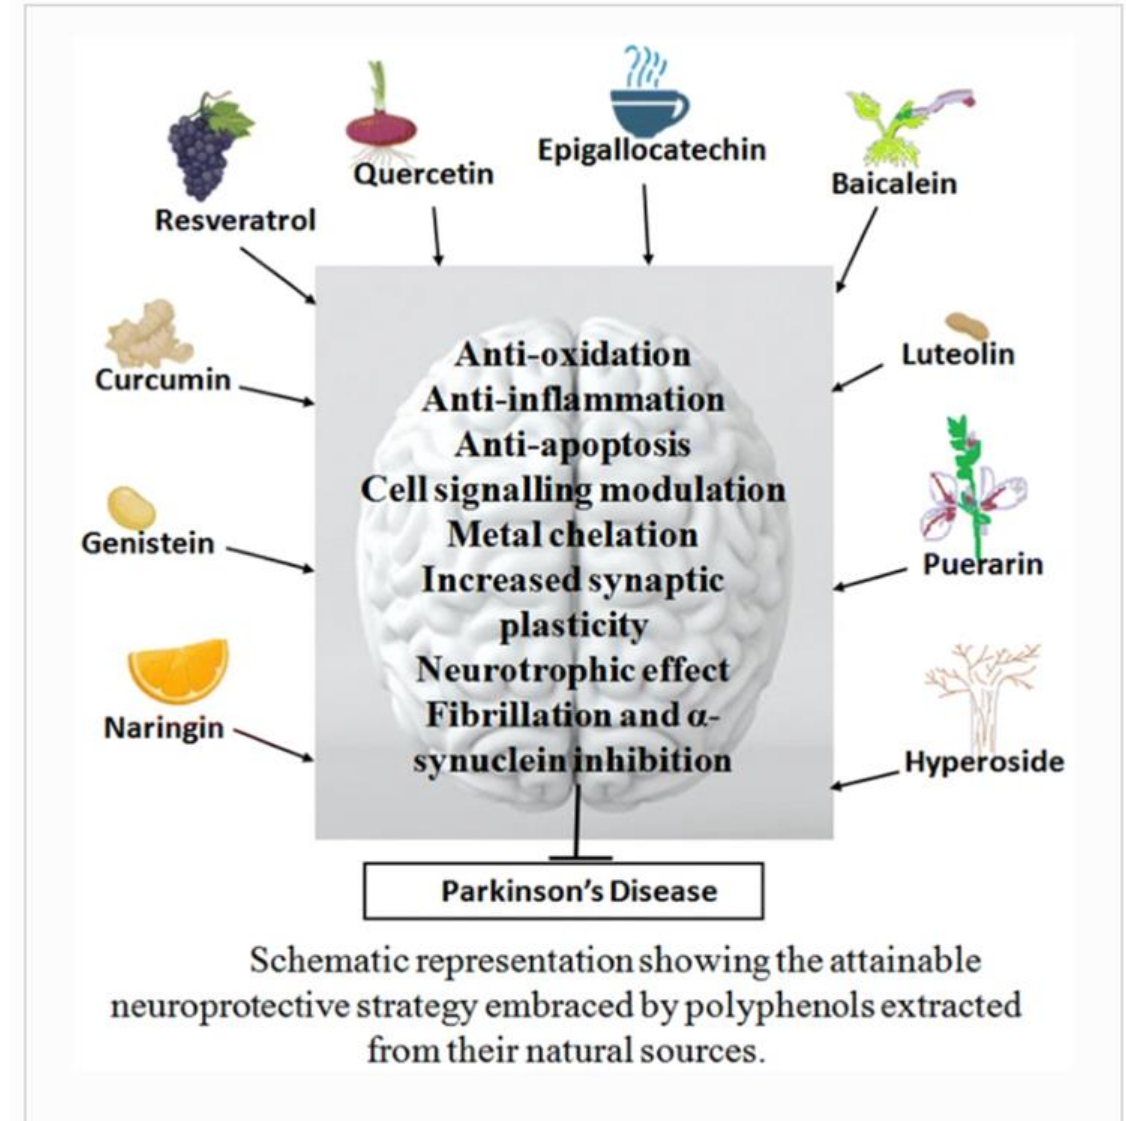 Quercetin
Epigallocatechin
Baicalein
Resveratrol
Curcumin
Luteolin
Genistein
Puerarin
Naringin
Hyperoside
Anti-oxidation
Anti-inflammation
Anti-apoptosis
Cell signalling modulation
Metal chelation
Increased synaptic
plasticity
Neurotrophic effect
Fibrillation and α-
synuclein inhibition
Parkinson's Disease
Schematic representation showing the attainable
neuroprotective strategy embraced by polyphenols extracted
from their natural sources.